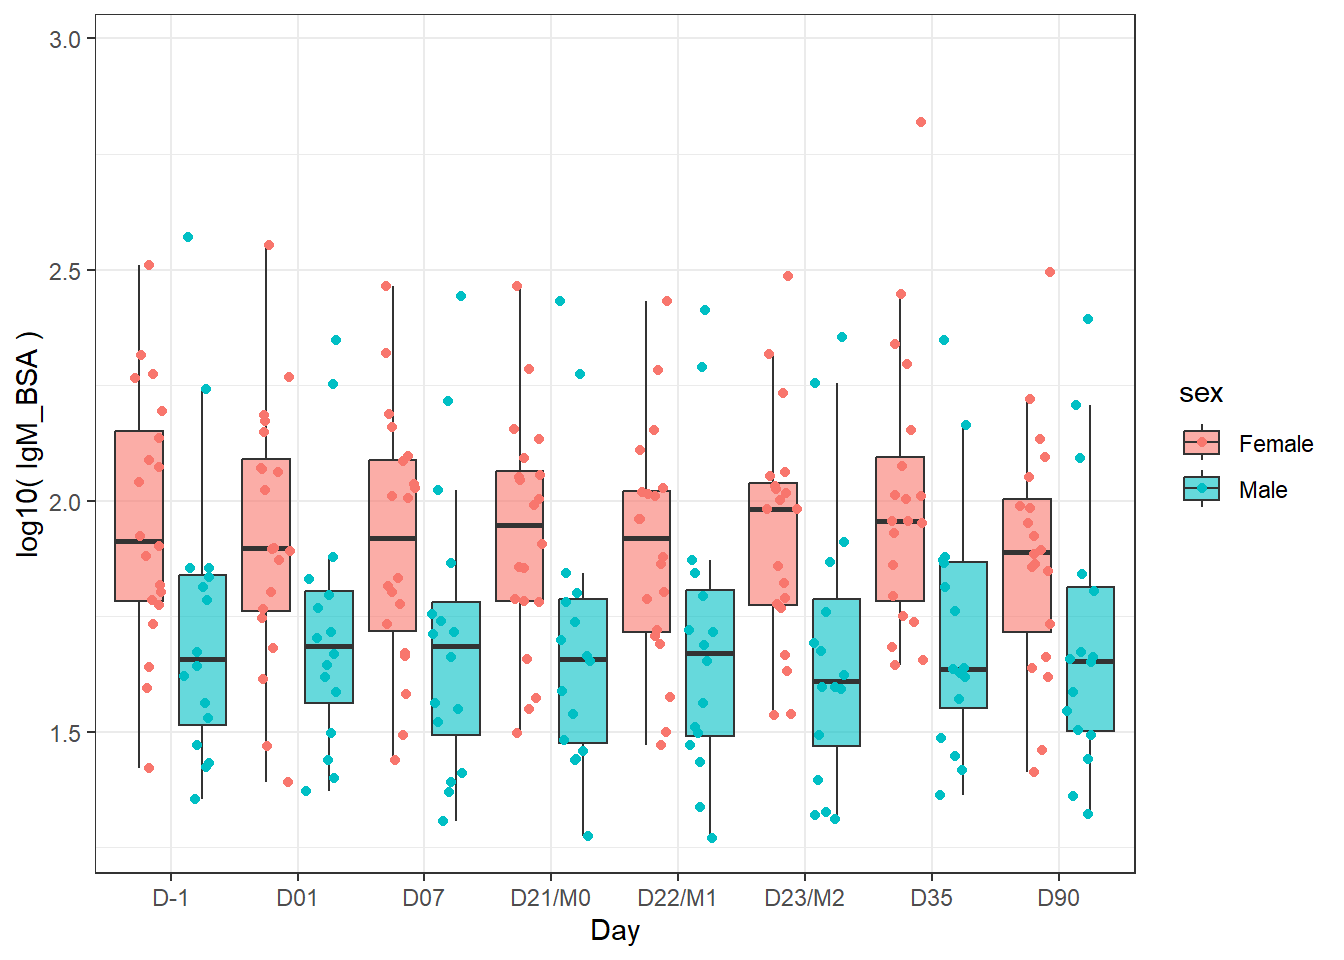 3.0
2.5
2.0
1.5
log10( IgM_BSA )
D-1 D01 D07 D21/M0 D22/M1 D23/M2 D35 D90
Day
sex
Female
Male